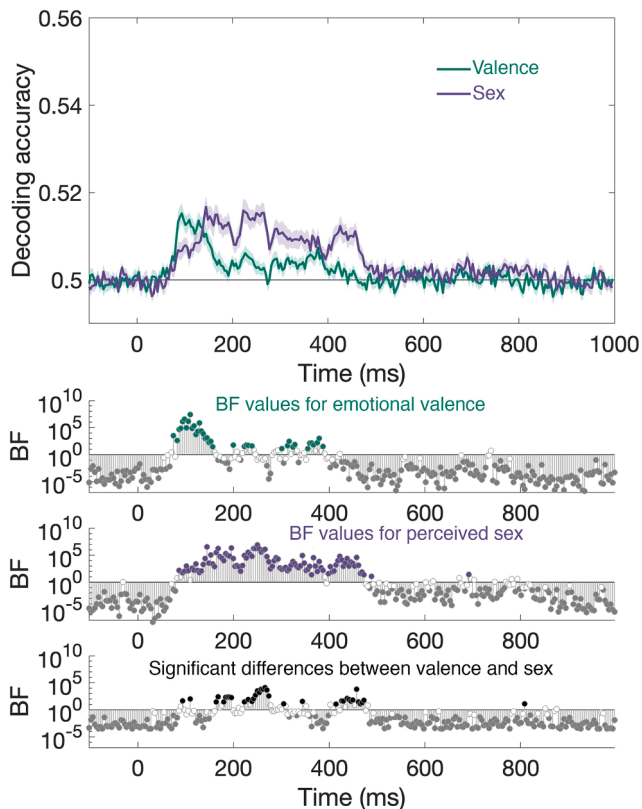 0.56
0.54
0.52
0.5
Decoding accuracy
Valence
Sex
0 200 400 600 800 1000
Time (ms)
BF values for emotional valence
10^10
10^5
10^0
10^-5
BF
0 200 400 600 800
BF values for perceived sex
10^10
10^5
10^0
10^-5
BF
0 200 400 600 800
Significant differences between valence and sex
10^10
10^5
10^0
10^-5
BF
0 200 400 600 800
Time (ms)